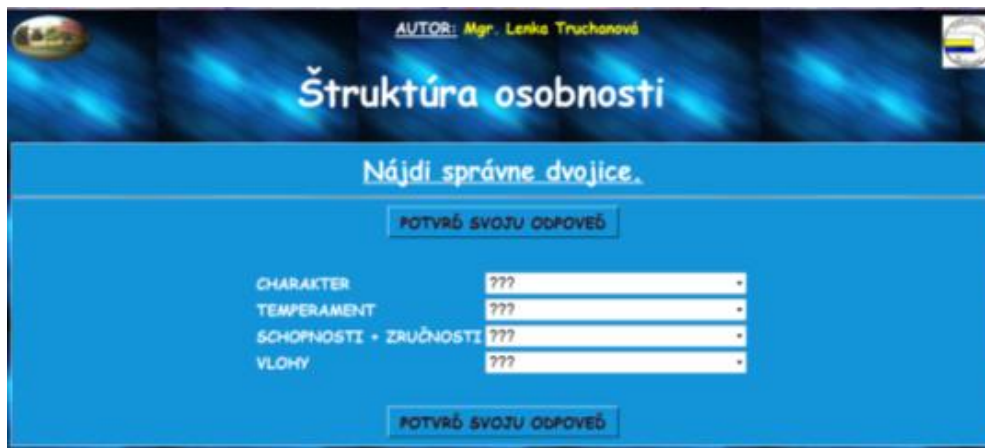 AUTOR: Mgr. Lenka Truchanová
Štruktúra osobnosti
Nájdi správne dvojice.
POTVRĎ SVOJU ODPOVEĎ
CHARAKTER ???
TEMPERAMENT ???
SCHOPNOSTI + ZRUČNOSTI ???
VLOHY ???
POTVRĎ SVOJU ODPOVEĎ